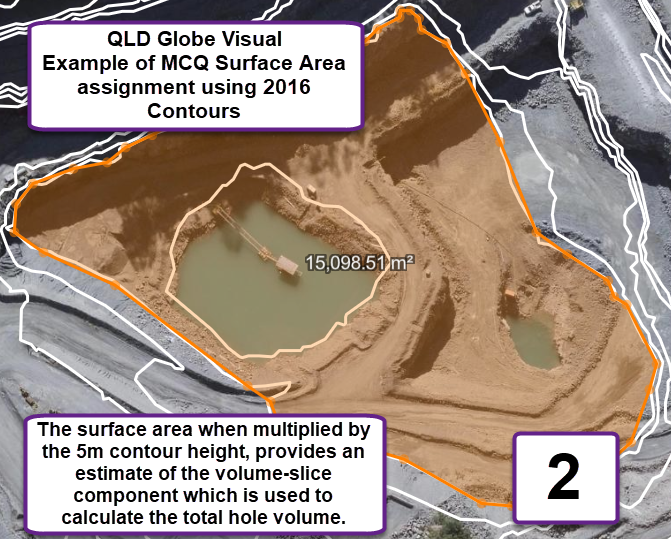 QLD Globe Visual
Example of MCQ Surface Area
assignment using 2016
Contours
15,098.51 m²
The surface area when multiplied by
the 5m contour height, provides an
estimate of the volume-slice
component which is used to
calculate the total hole volume.
2